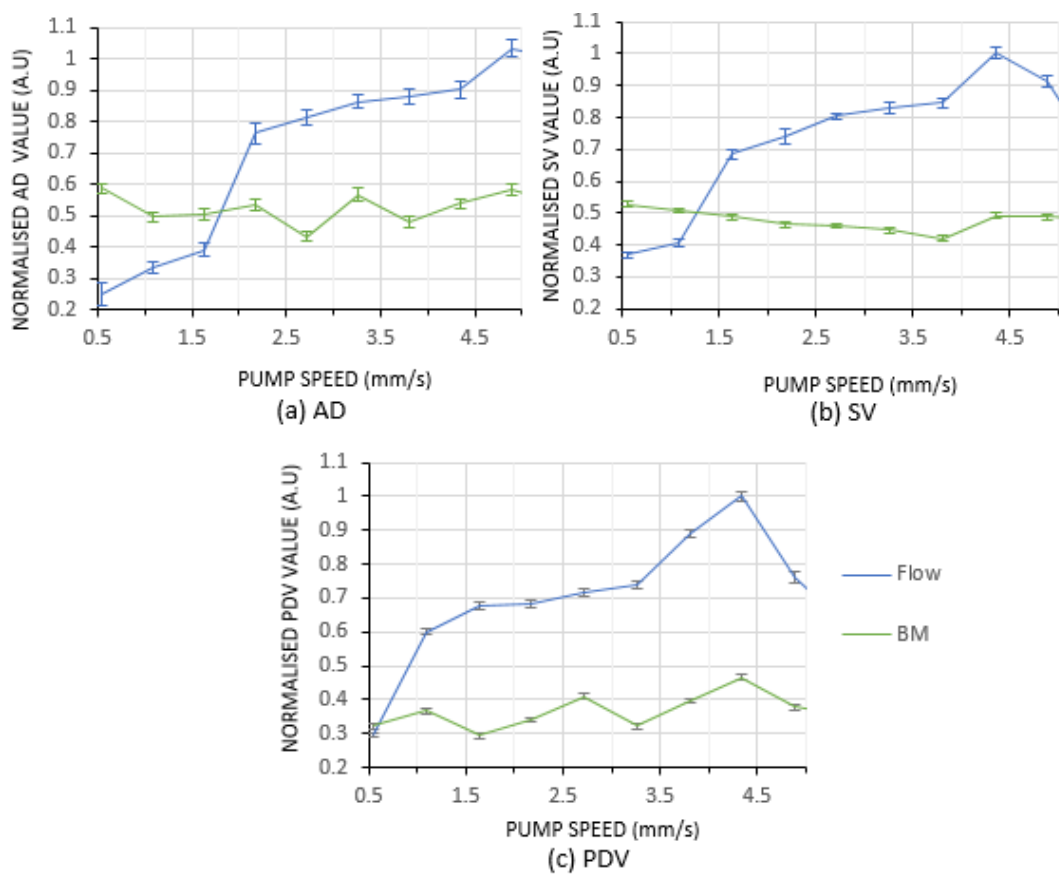 NORMALISED AD VALUE (A.U)
1.1
1
0.9
0.8
0.7
0.6
0.5
0.4
0.3
0.2
0.5 1.5 2.5 3.5 4.5
PUMP SPEED (mm/s)
(a) AD
NORMALISED SV VALUE (A.U)
1.1
1
0.9
0.8
0.7
0.6
0.5
0.4
0.3
0.2
0.5 1.5 2.5 3.5 4.5
PUMP SPEED (mm/s)
(b) SV
NORMALISED PDV VALUE (A.U)
1.1
1
0.9
0.8
0.7
0.6
0.5
0.4
0.3
0.2
0.5 1.5 2.5 3.5 4.5
PUMP SPEED (mm/s)
(c) PDV
Flow
BM